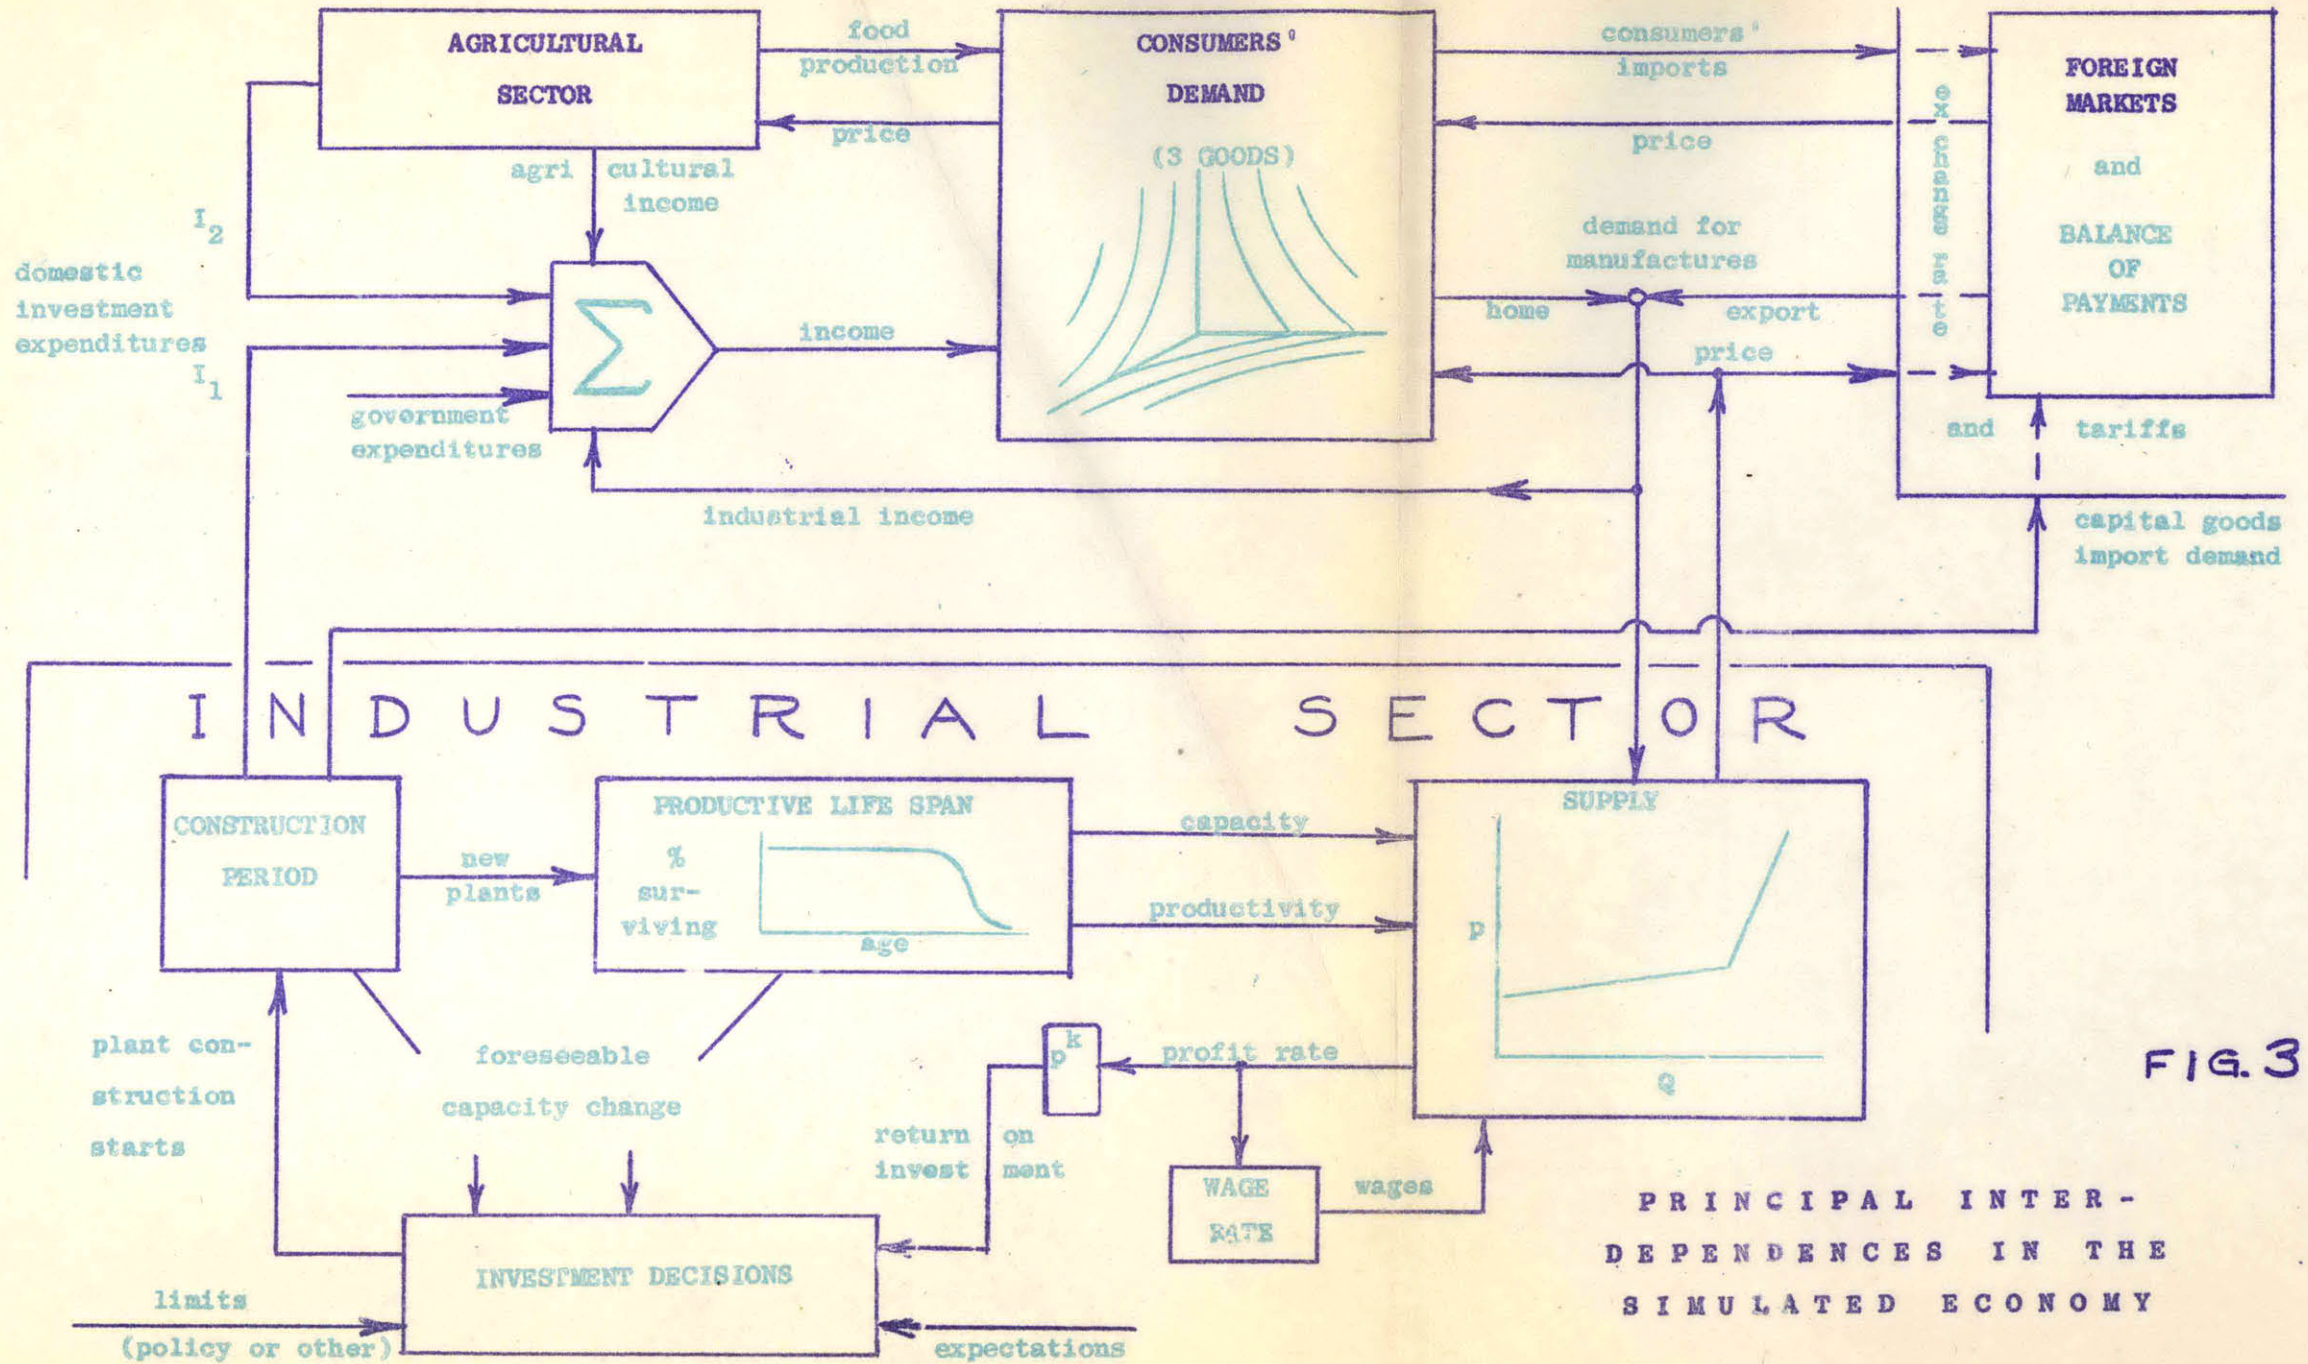 AGRICULTURAL
SECTOR
food
production
price
agri cultural
income
CONSUMERS'
DEMAND
(3 GOODS)
consumers'
imports
price
exchange rate
and tariffs
FOREIGN
MARKETS
and
BALANCE
OF
PAYMENTS
I2
domestic
investment
expenditures
I1
government
expenditures
Σ
income
demand for
manufactures
home
export
price
industrial income
capital goods
import demand
INDUSTRIAL SECTOR
CONSTRUCTION
PERIOD
new
plants
PRODUCTIVE LIFE SPAN
%
sur-
viving
age
capacity
productivity
SUPPLY
p
Q
plant con-
struction
starts
foreseeable
capacity change
p^k
profit rate
return on
invest ment
WAGE
RATE
wages
INVESTMENT DECISIONS
limits
(policy or other)
expectations
FIG. 3
PRINCIPAL INTER-
DEPENDENCES IN THE
SIMULATED ECONOMY